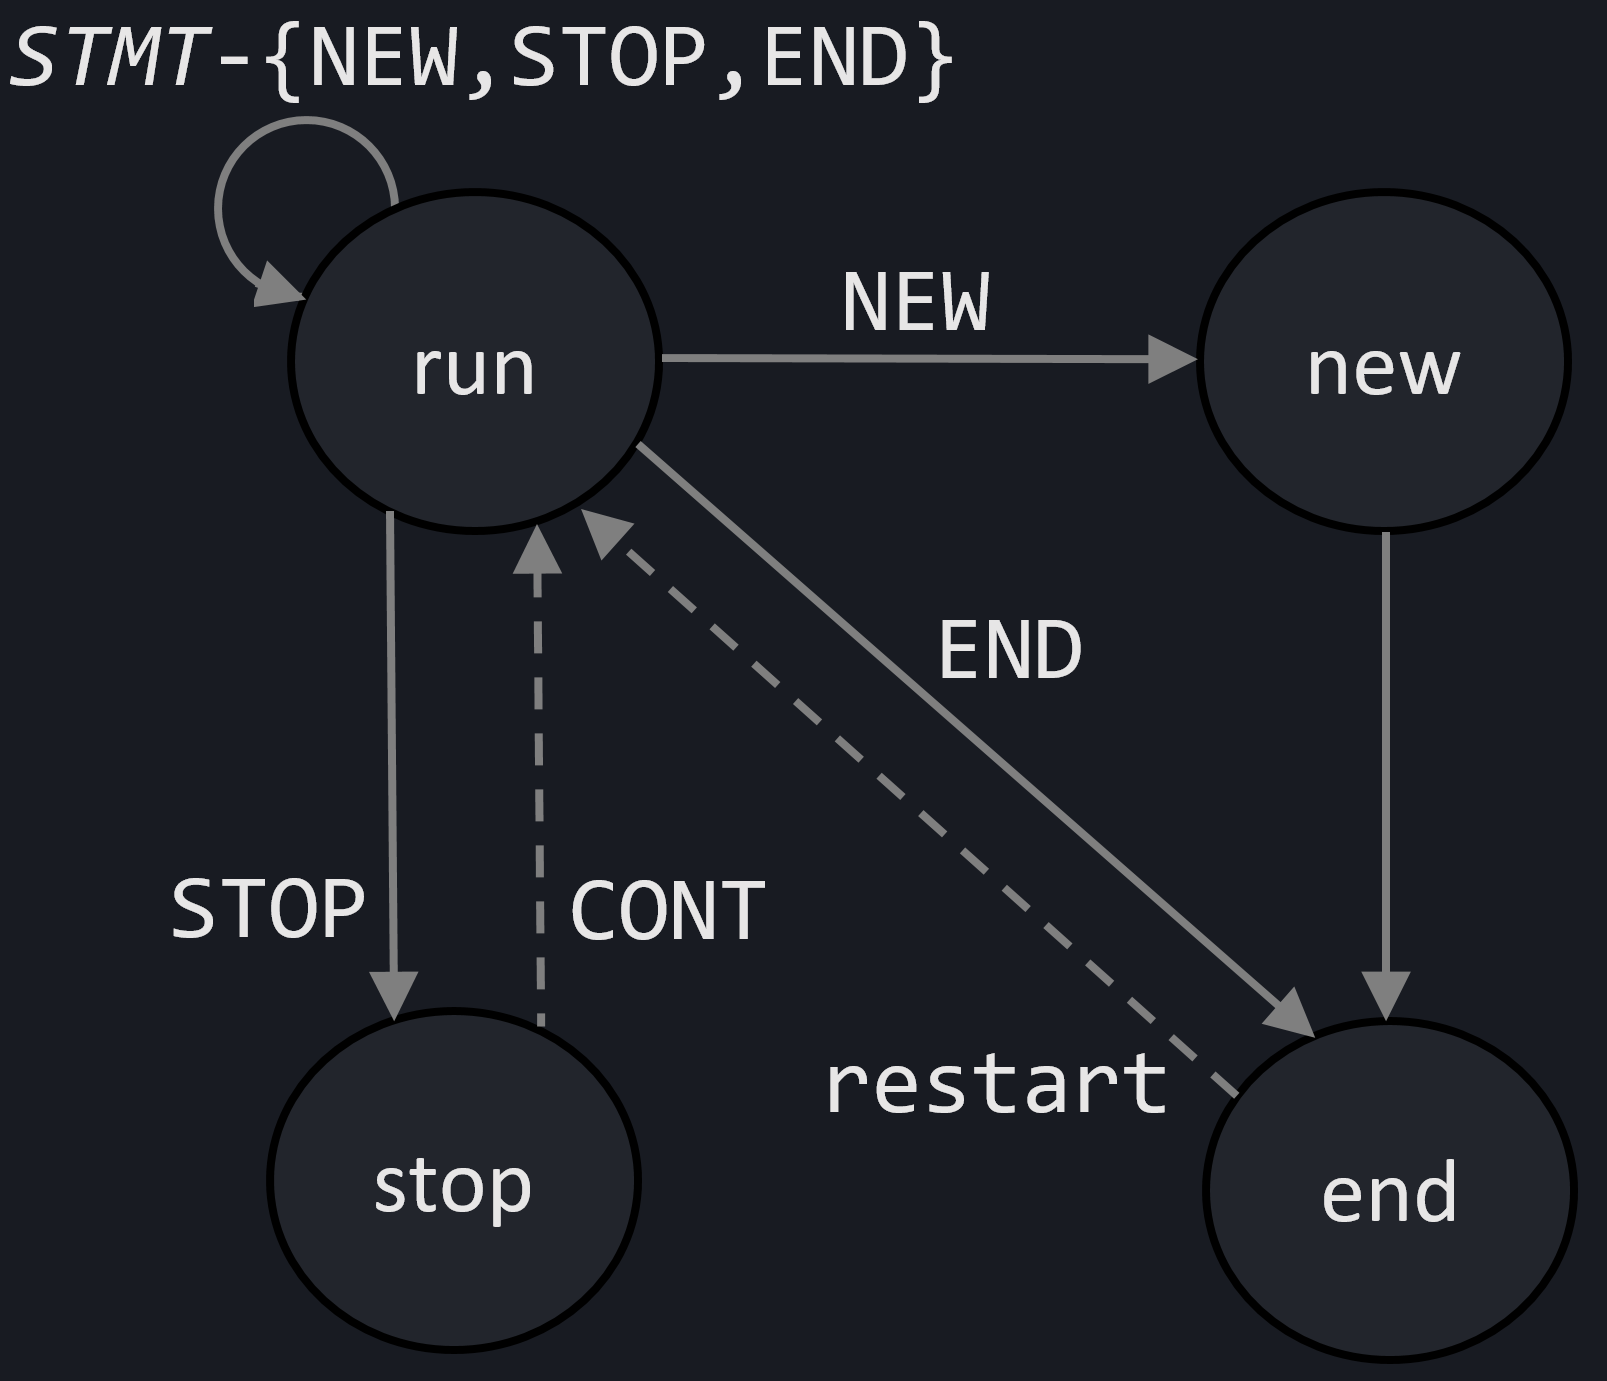 STMT-{NEW,STOP,END}
NEW
run
new
END
STOP
CONT
restart
stop
end